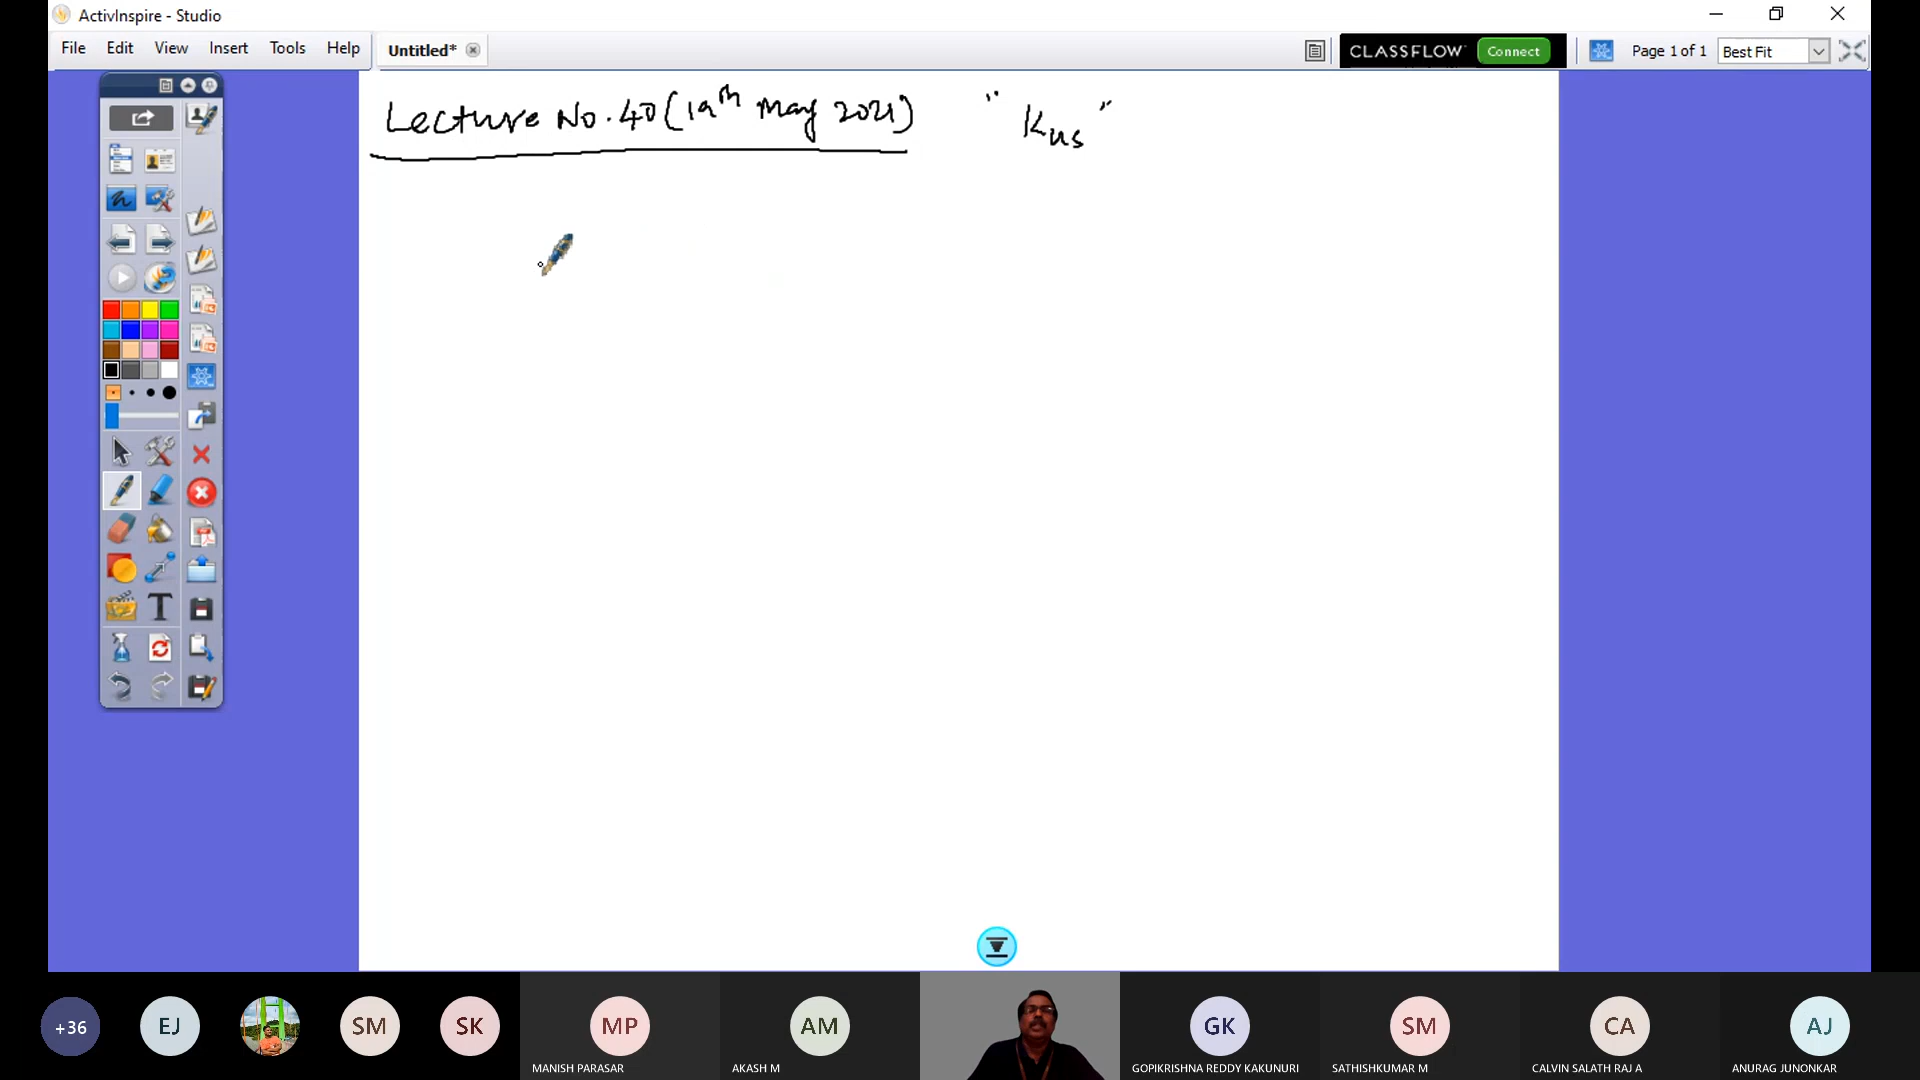 ActivInspire - Studio
File Edit View Insert Tools Help
Untitled*
CLASSFLOW Connect
Page 1 of 1 Best Fit
Lecture No. 40 (19th May 2021) " Kus "
+36 EJ SM SK MP AM GK SM CA AJ
MANISH PARASAR AKASH M GOPIKRISHNA REDDY KAKUNURI SATHISHKUMAR M CALVIN SALATH RAJ A ANURAG JUNONKAR